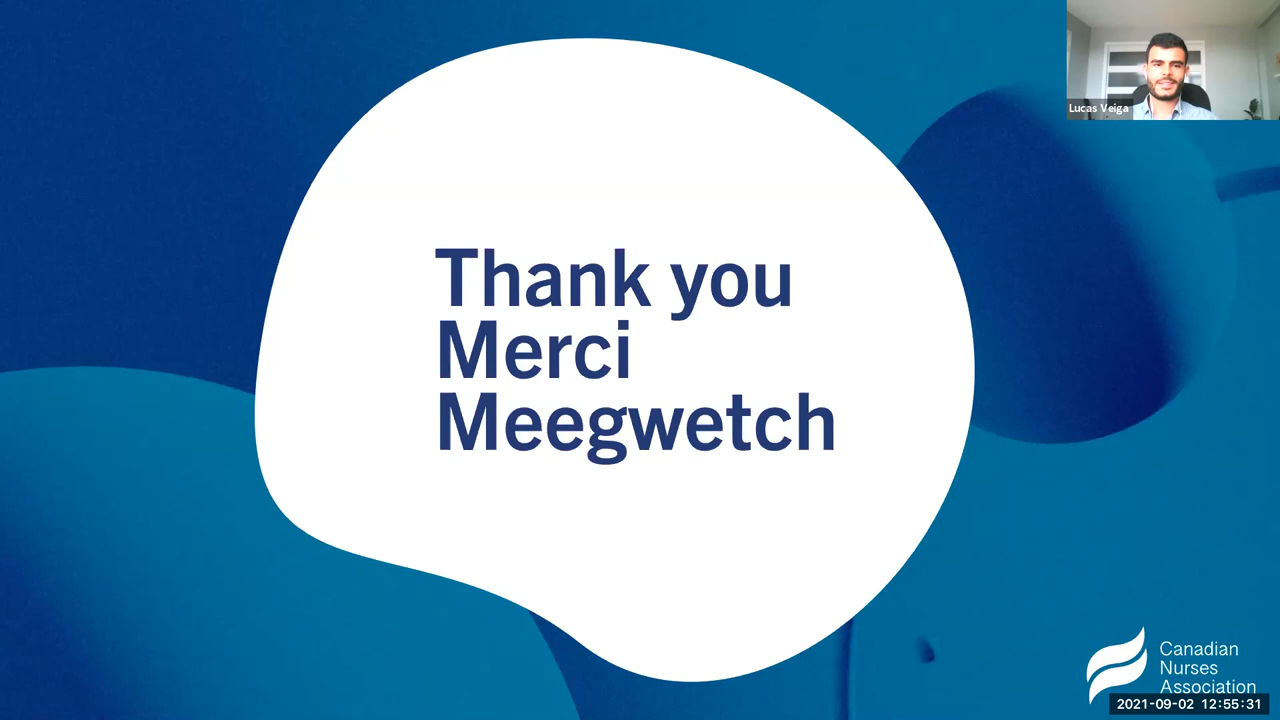 Lucas Veiga
Thank you
Merci
Meegwetch
Canadian
Nurses
Association
2021-09-02 12:55:31